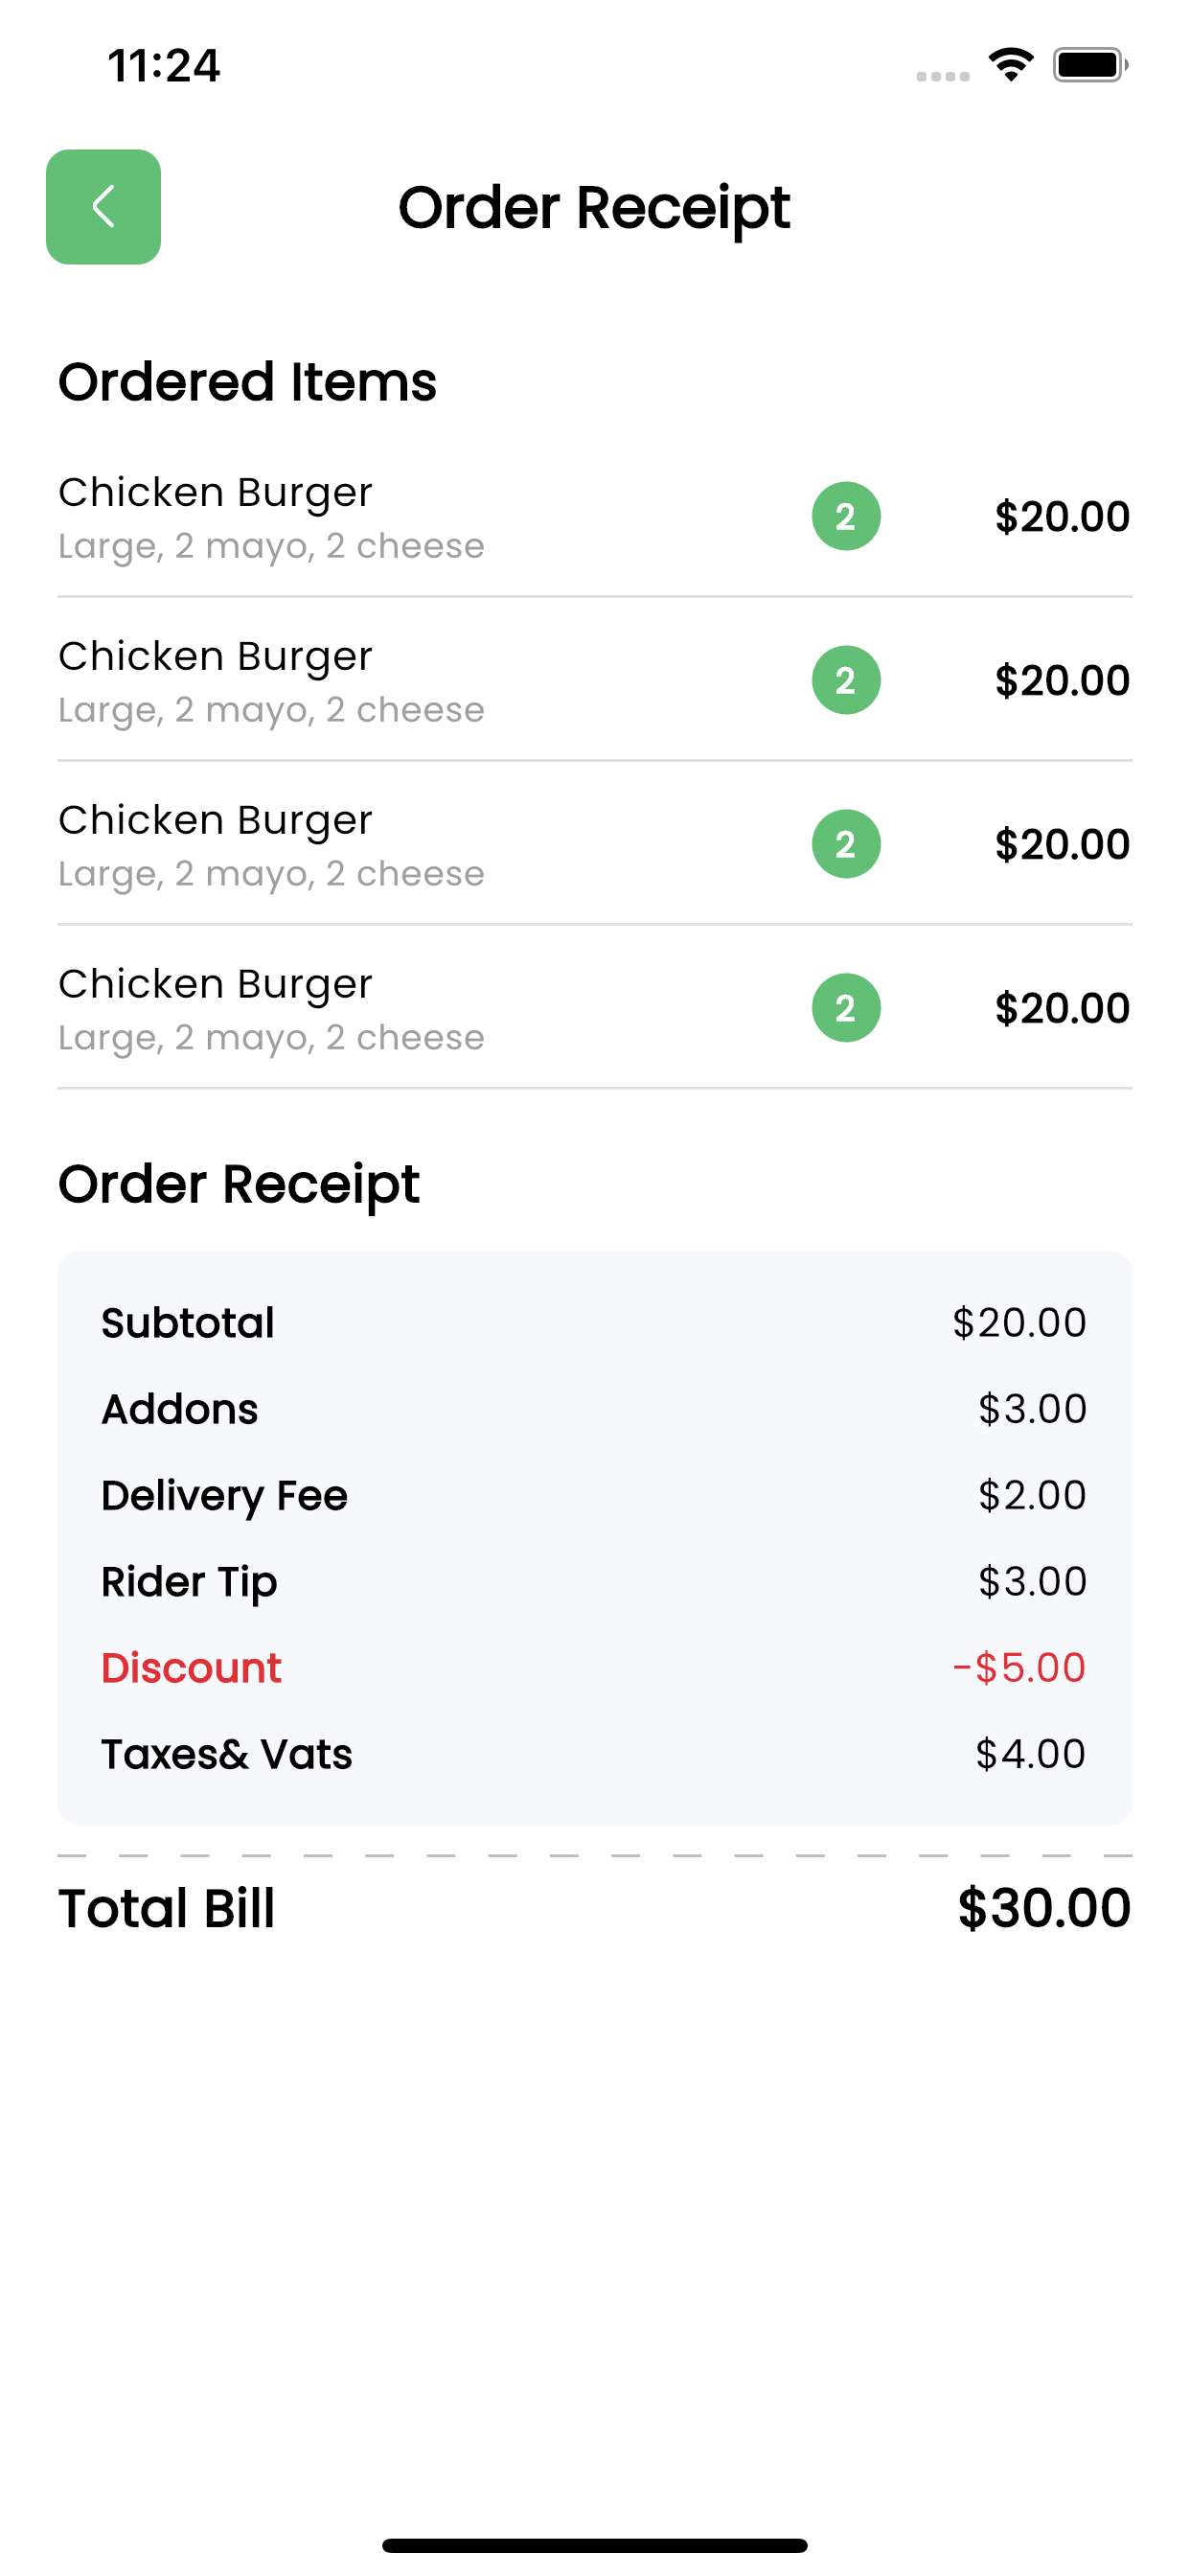 11:24
Order Receipt
Ordered Items
Chicken Burger
Large, 2 mayo, 2 cheese
2
$20.00
Chicken Burger
Large, 2 mayo, 2 cheese
2
$20.00
Chicken Burger
Large, 2 mayo, 2 cheese
2
$20.00
Chicken Burger
Large, 2 mayo, 2 cheese
2
$20.00
Order Receipt
Subtotal $20.00
Addons $3.00
Delivery Fee $2.00
Rider Tip $3.00
Discount -$5.00
Taxes& Vats $4.00
Total Bill $30.00